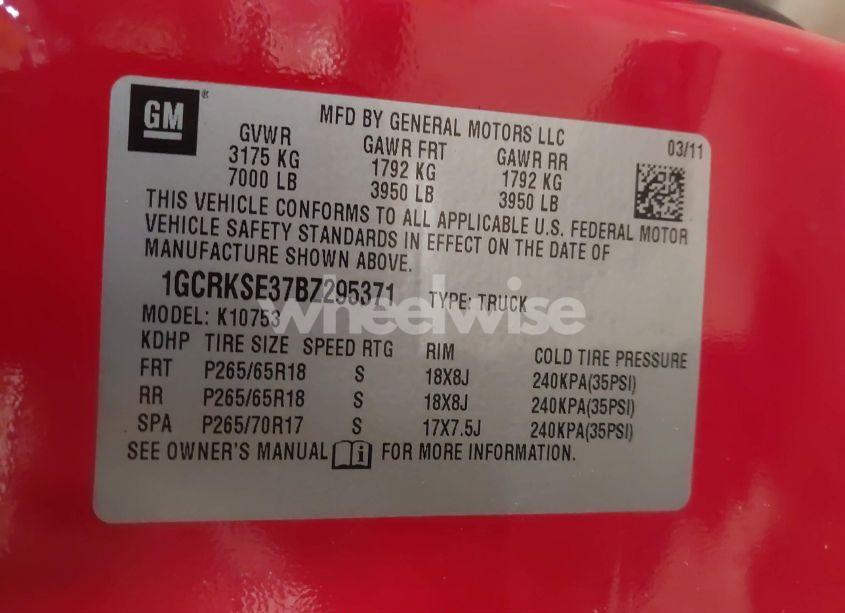 GM ®
MFD BY GENERAL MOTORS LLC 03/11
GVWR GAWR FRT GAWR RR
3175 KG 1792 KG 1792 KG
7000 LB 3950 LB 3950 LB
THIS VEHICLE CONFORMS TO ALL APPLICABLE U.S. FEDERAL MOTOR
VEHICLE SAFETY STANDARDS IN EFFECT ON THE DATE OF
MANUFACTURE SHOWN ABOVE.
1GCRKSE37BZ295371 TYPE: TRUCK
wheelwise
MODEL: K10753
KDHP TIRE SIZE SPEED RTG RIM COLD TIRE PRESSURE
FRT P265/65R18 S 18X8J 240KPA(35PSI)
RR P265/65R18 S 18X8J 240KPA(35PSI)
SPA P265/70R17 S 17X7.5J 240KPA(35PSI)
SEE OWNER'S MANUAL FOR MORE INFORMATION.